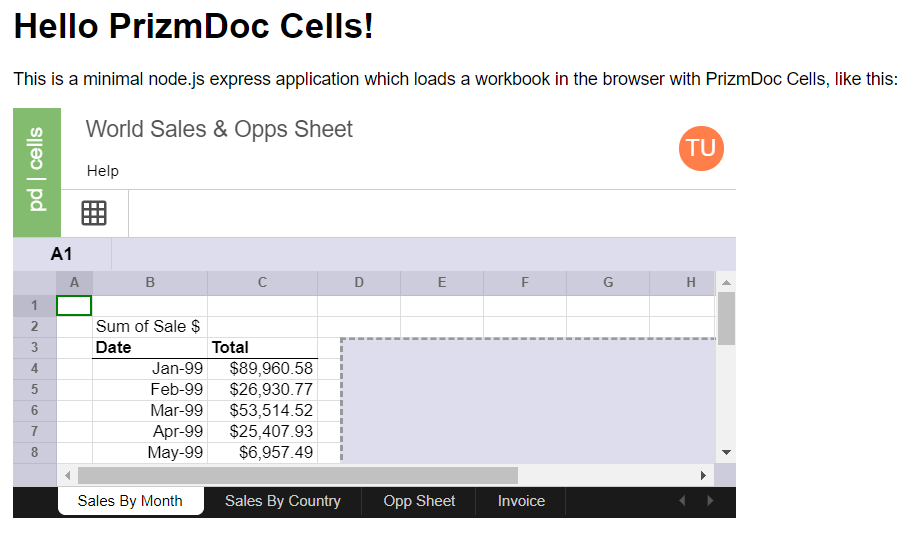 Hello PrizmDoc Cells!
This is a minimal node.js express application which loads a workbook in the browser with PrizmDoc Cells, like this:
pd | cells
World Sales & Opps Sheet
TU
Help
A1
A B C D E F G H
1
2 Sum of Sale $
3 Date Total
4 Jan-99 $89,960.58
5 Feb-99 $26,930.77
6 Mar-99 $53,514.52
7 Apr-99 $25,407.93
8 May-99 $6,957.49
Sales By Month Sales By Country Opp Sheet Invoice